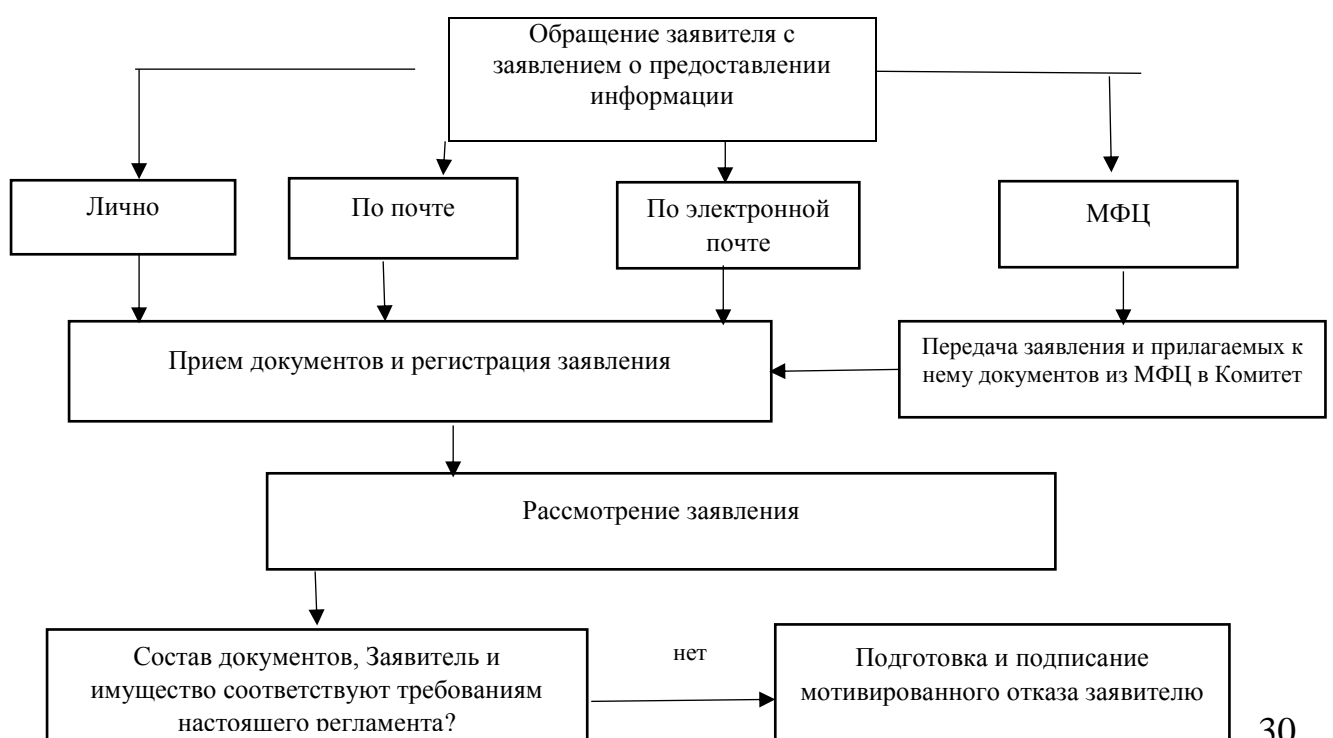 Обращение заявителя с
заявлением о предоставлении
информации
Лично
По почте
По электронной
почте
МФЦ
Прием документов и регистрация заявления
Передача заявления и прилагаемых к
нему документов из МФЦ в Комитет
Рассмотрение заявления
Состав документов, Заявитель и
имущество соответствуют требованиям
настоящего регламента?
нет
Подготовка и подписание
мотивированного отказа заявителю
30